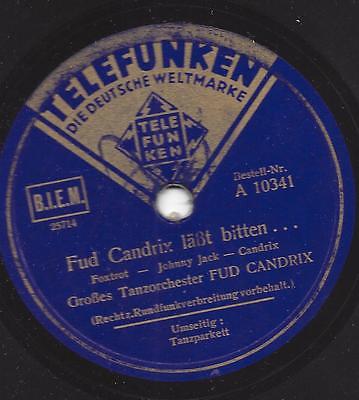 TELEFUNKEN
DIE DEUTSCHE WELTMARKE
TELE
FUN
KEN
B.I.E.M.
25714
Bestell-Nr.
A 10341
Fud Candrix läßt bitten . . .
Foxtrot — Johnny Jack — Candrix
Großes Tanzorchester FUD CANDRIX
(Recht z. Rundfunkverbreitung vorbehalt.)
Umseitig:
Tanzparkett